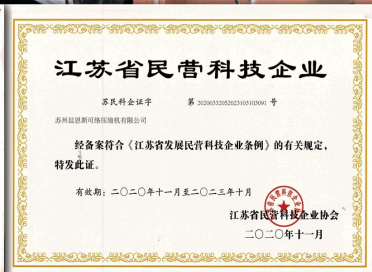 江苏省民营科技企业
苏民科企证字 第 20200332052023103103091 号
苏州晨恩斯可络压缩机有限公司
经备案符合《江苏省发展民营科技企业条例》的有关规定，
特发此证。
有效期：二〇二〇年十一月至二〇二三年十月
江苏省民营科技企业协会
二〇二〇年十一月